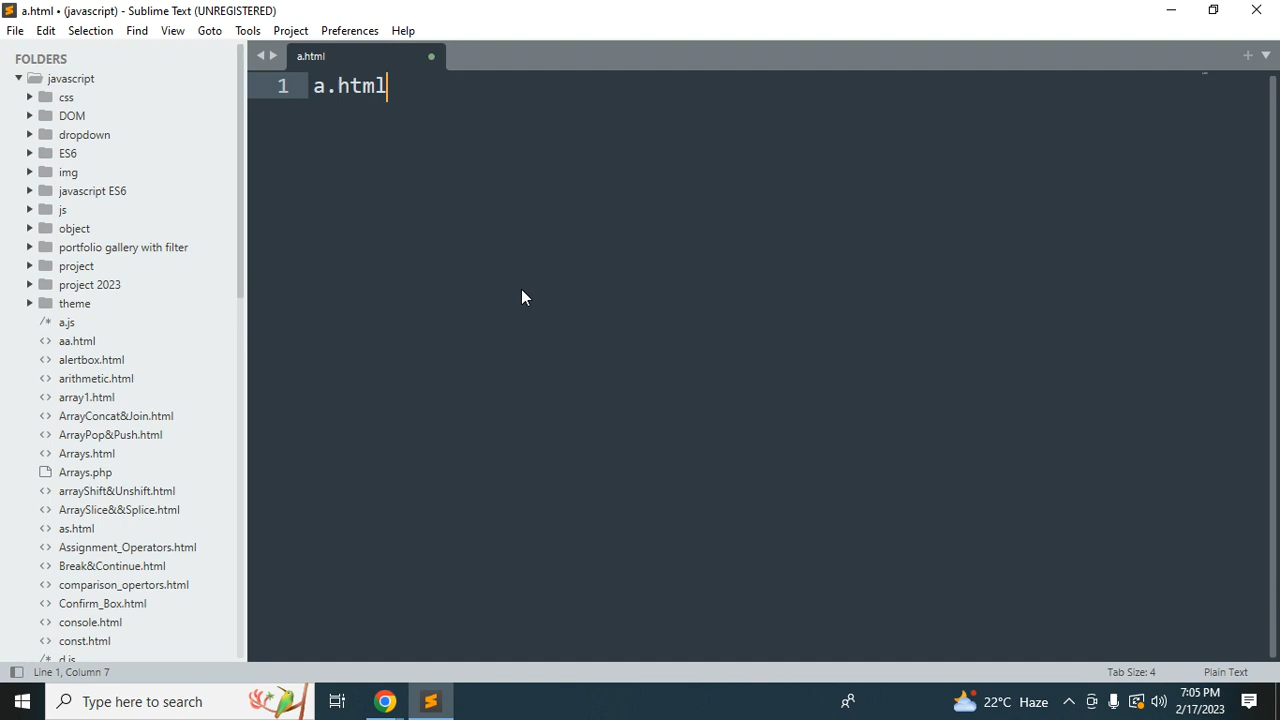 a.html • (javascript) - Sublime Text (UNREGISTERED)
File Edit Selection Find View Goto Tools Project Preferences Help
FOLDERS
javascript
css
DOM
dropdown
ES6
img
javascript ES6
js
object
portfolio gallery with filter
project
project 2023
theme
/* a.js
<> aa.html
<> alertbox.html
<> arithmetic.html
<> array1.html
<> ArrayConcat&Join.html
<> ArrayPop&Push.html
<> Arrays.html
Arrays.php
<> arrayShift&Unshift.html
<> ArraySlice&&Splice.html
<> as.html
<> Assignment_Operators.html
<> Break&Continue.html
<> comparison_opertors.html
<> Confirm_Box.html
<> console.html
<> const.html
/* d.js
a.html
1 a.html
Line 1, Column 7
Tab Size: 4
Plain Text
Type here to search
22°C Haze
7:05 PM
2/17/2023